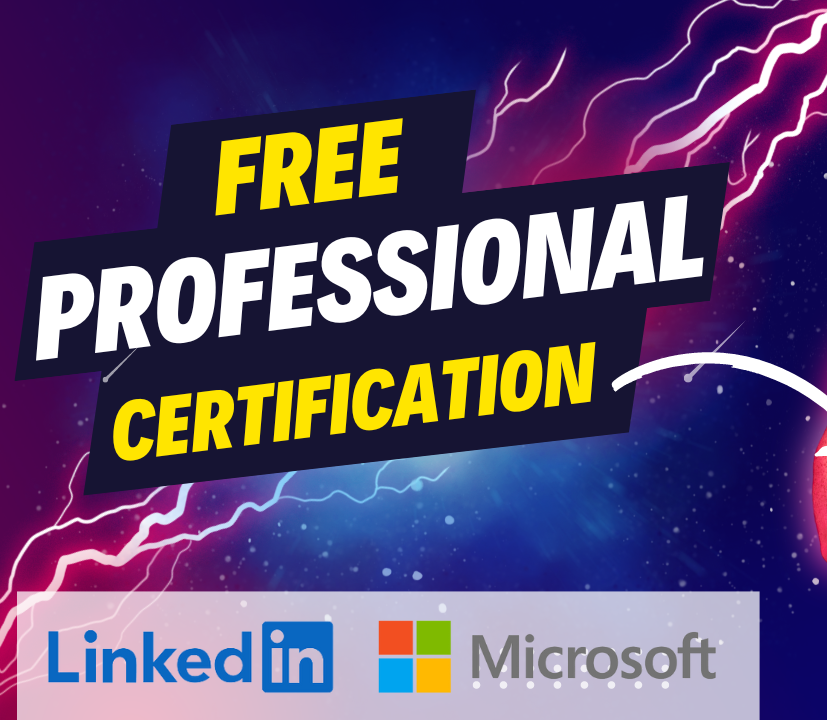 FREE
PROFESSIONAL
CERTIFICATION
Linkedin
Microsoft